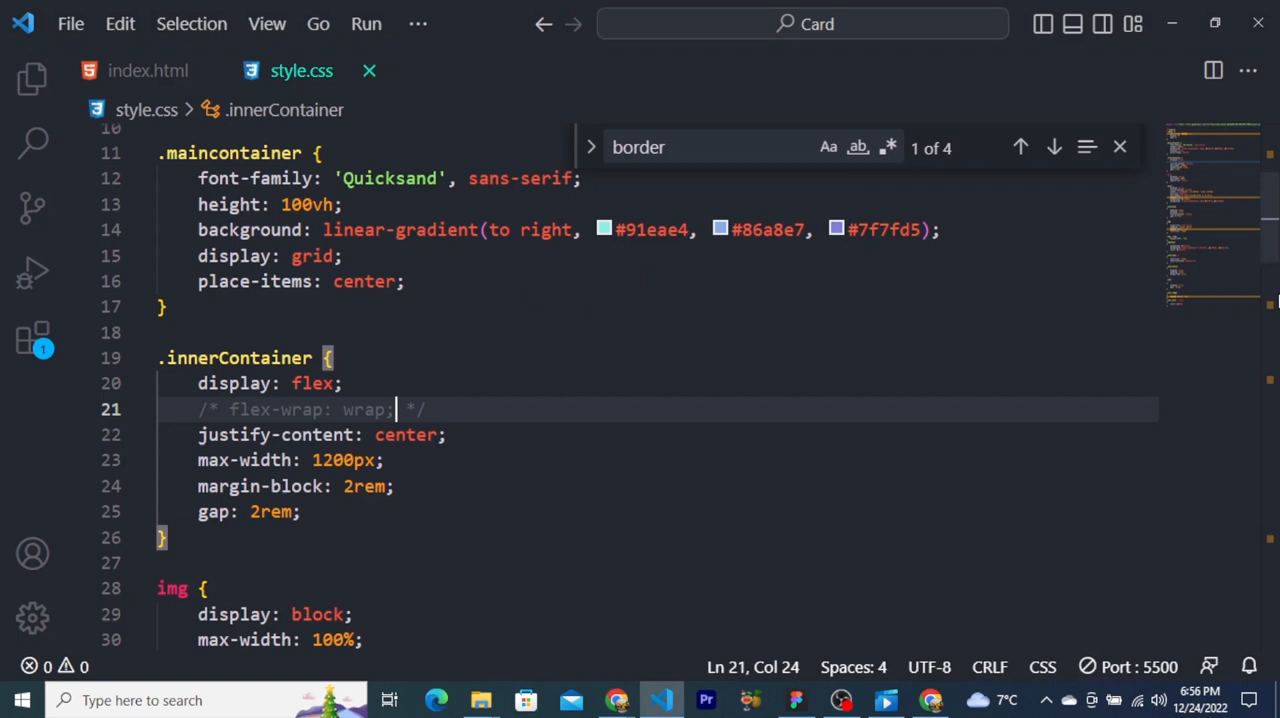 File Edit Selection View Go Run ... Card
index.html style.css
style.css > .innerContainer
border Aa ab .* 1 of 4
10
11 .maincontainer {
12 font-family: 'Quicksand', sans-serif;
13 height: 100vh;
14 background: linear-gradient(to right, #91eae4, #86a8e7, #7f7fd5);
15 display: grid;
16 place-items: center;
17 }
18
19 .innerContainer {
20 display: flex;
21 /* flex-wrap: wrap; */
22 justify-content: center;
23 max-width: 1200px;
24 margin-block: 2rem;
25 gap: 2rem;
26 }
27
28 img {
29 display: block;
30 max-width: 100%;
1
0 0 Ln 21, Col 24 Spaces: 4 UTF-8 CRLF CSS Port : 5500
Type here to search Pr 7°C 6:56 PM
12/24/2022